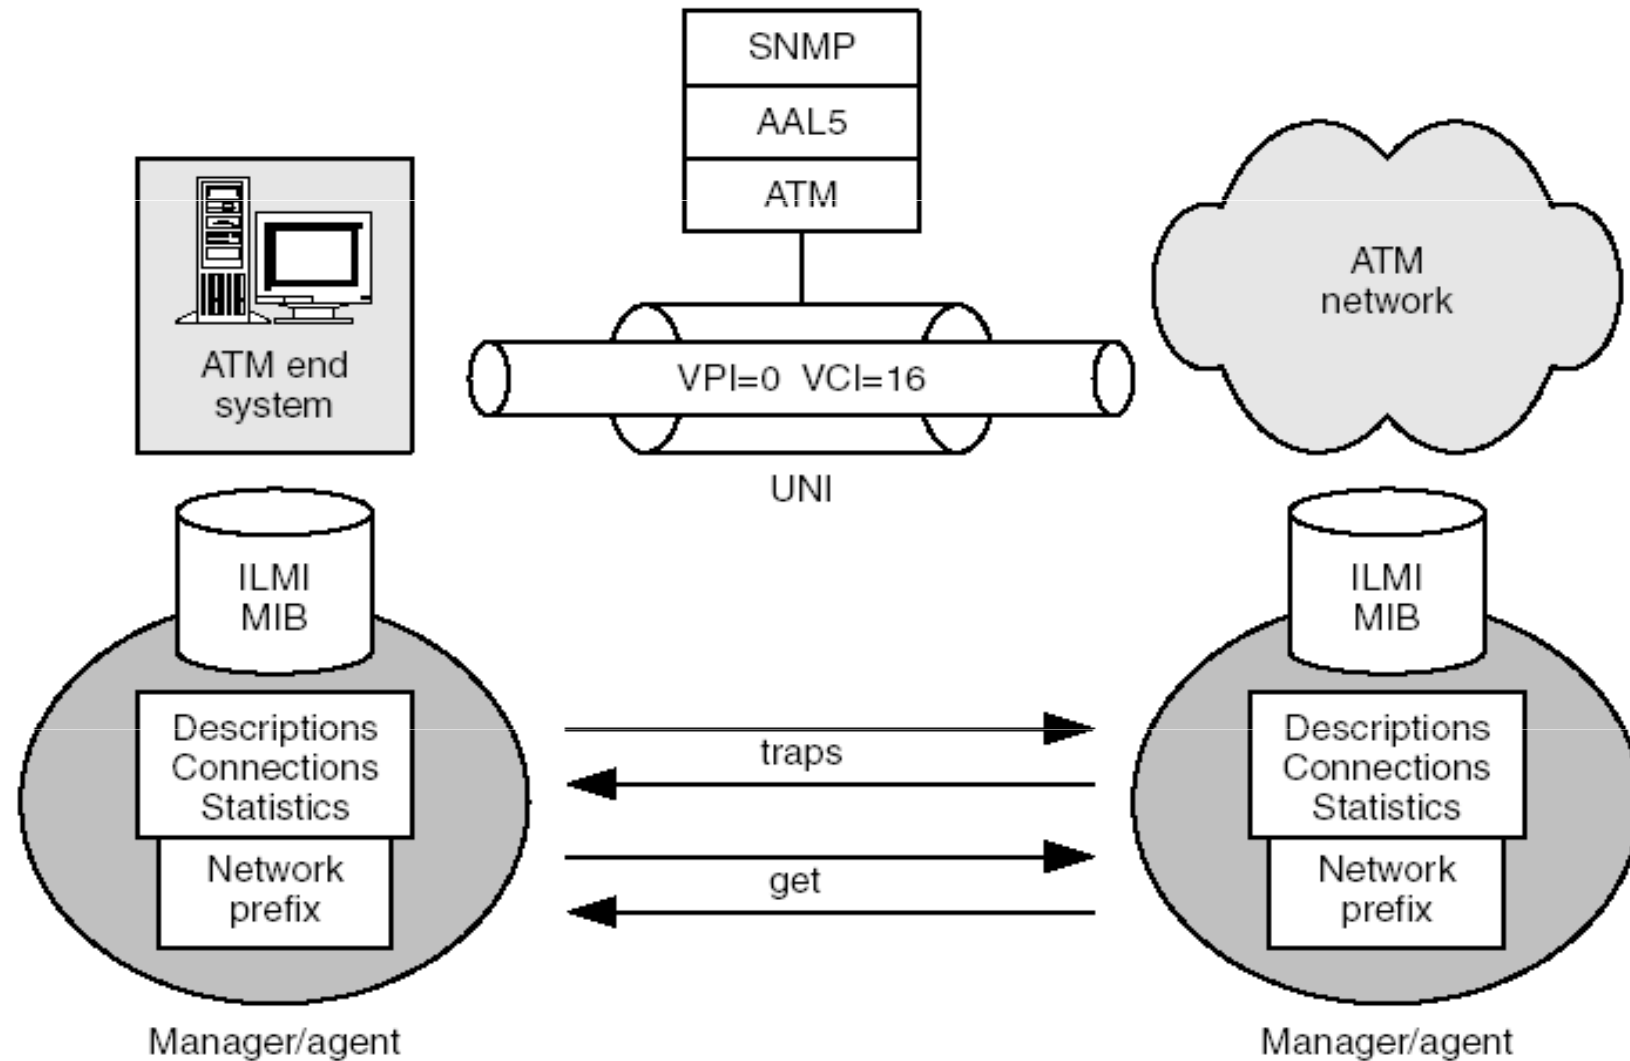 SNMP
AAL5
ATM
ATM end
system
VPI=0 VCI=16
UNI
ATM
network
ILMI
MIB
Descriptions
Connections
Statistics
Network
prefix
Manager/agent
traps
get
ILMI
MIB
Descriptions
Connections
Statistics
Network
prefix
Manager/agent